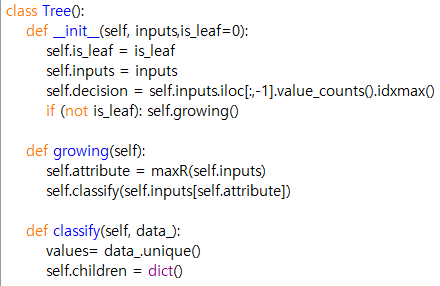 class Tree():
    def __init__(self, inputs,is_leaf=0):
        self.is_leaf = is_leaf
        self.inputs = inputs
        self.decision = self.inputs.iloc[:,-1].value_counts().idxmax()
        if (not is_leaf): self.growing()

    def growing(self):
        self.attribute = maxR(self.inputs)
        self.classify(self.inputs[self.attribute])

    def classify(self, data_):
        values= data_.unique()
        self.children = dict()